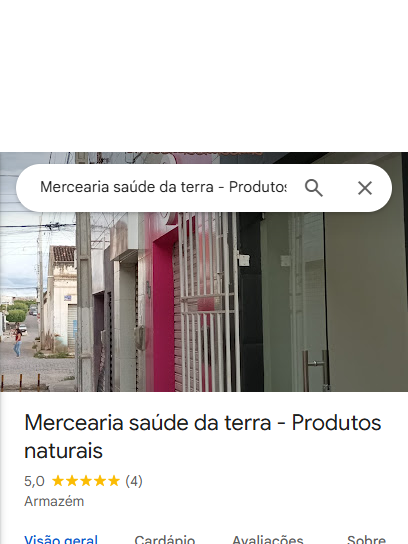 Mercearia saúde da terra - Produtos
Mercearia saúde da terra - Produtos
naturais
5,0 ★★★★★ (4)
Armazém
Visão geral Cardápio Avaliações Sobre